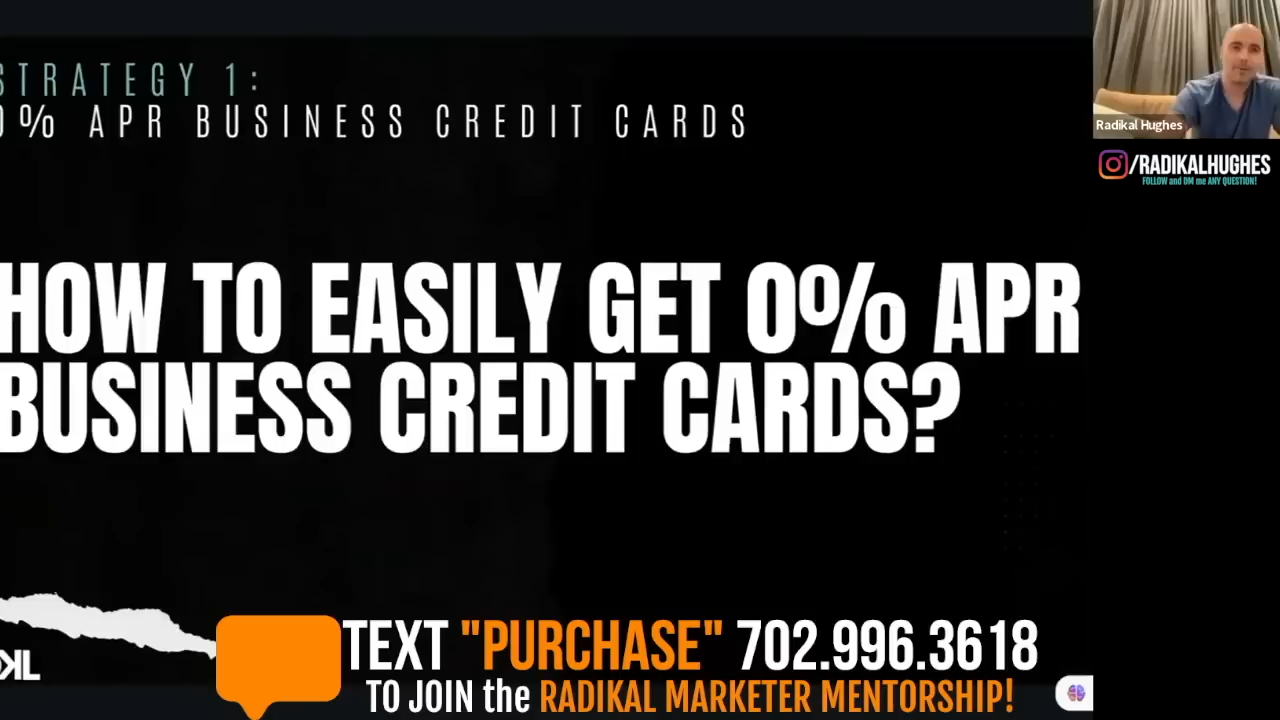 STRATEGY 1:
0% APR BUSINESS CREDIT CARDS
HOW TO EASILY GET 0% APR
BUSINESS CREDIT CARDS?
Radikal Hughes
/RADIKALHUGHES
FOLLOW and DM me ANY QUESTION!
TEXT "PURCHASE" 702.996.3618
TO JOIN the RADIKAL MARKETER MENTORSHIP!